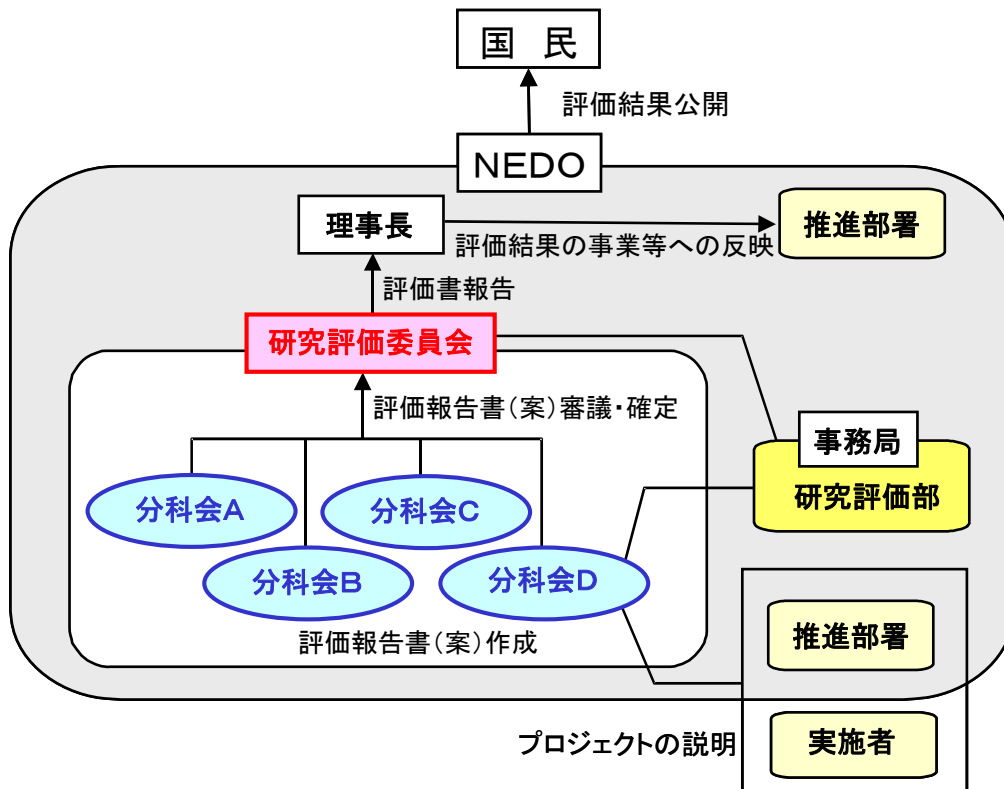 国　民
評価結果公開
NEDO
理事長
推進部署
評価結果の事業等への反映
評価書報告
研究評価委員会
評価報告書（案）審議・確定
事務局
研究評価部
分科会A
分科会C
分科会B
分科会D
評価報告書（案）作成
推進部署
プロジェクトの説明
実施者